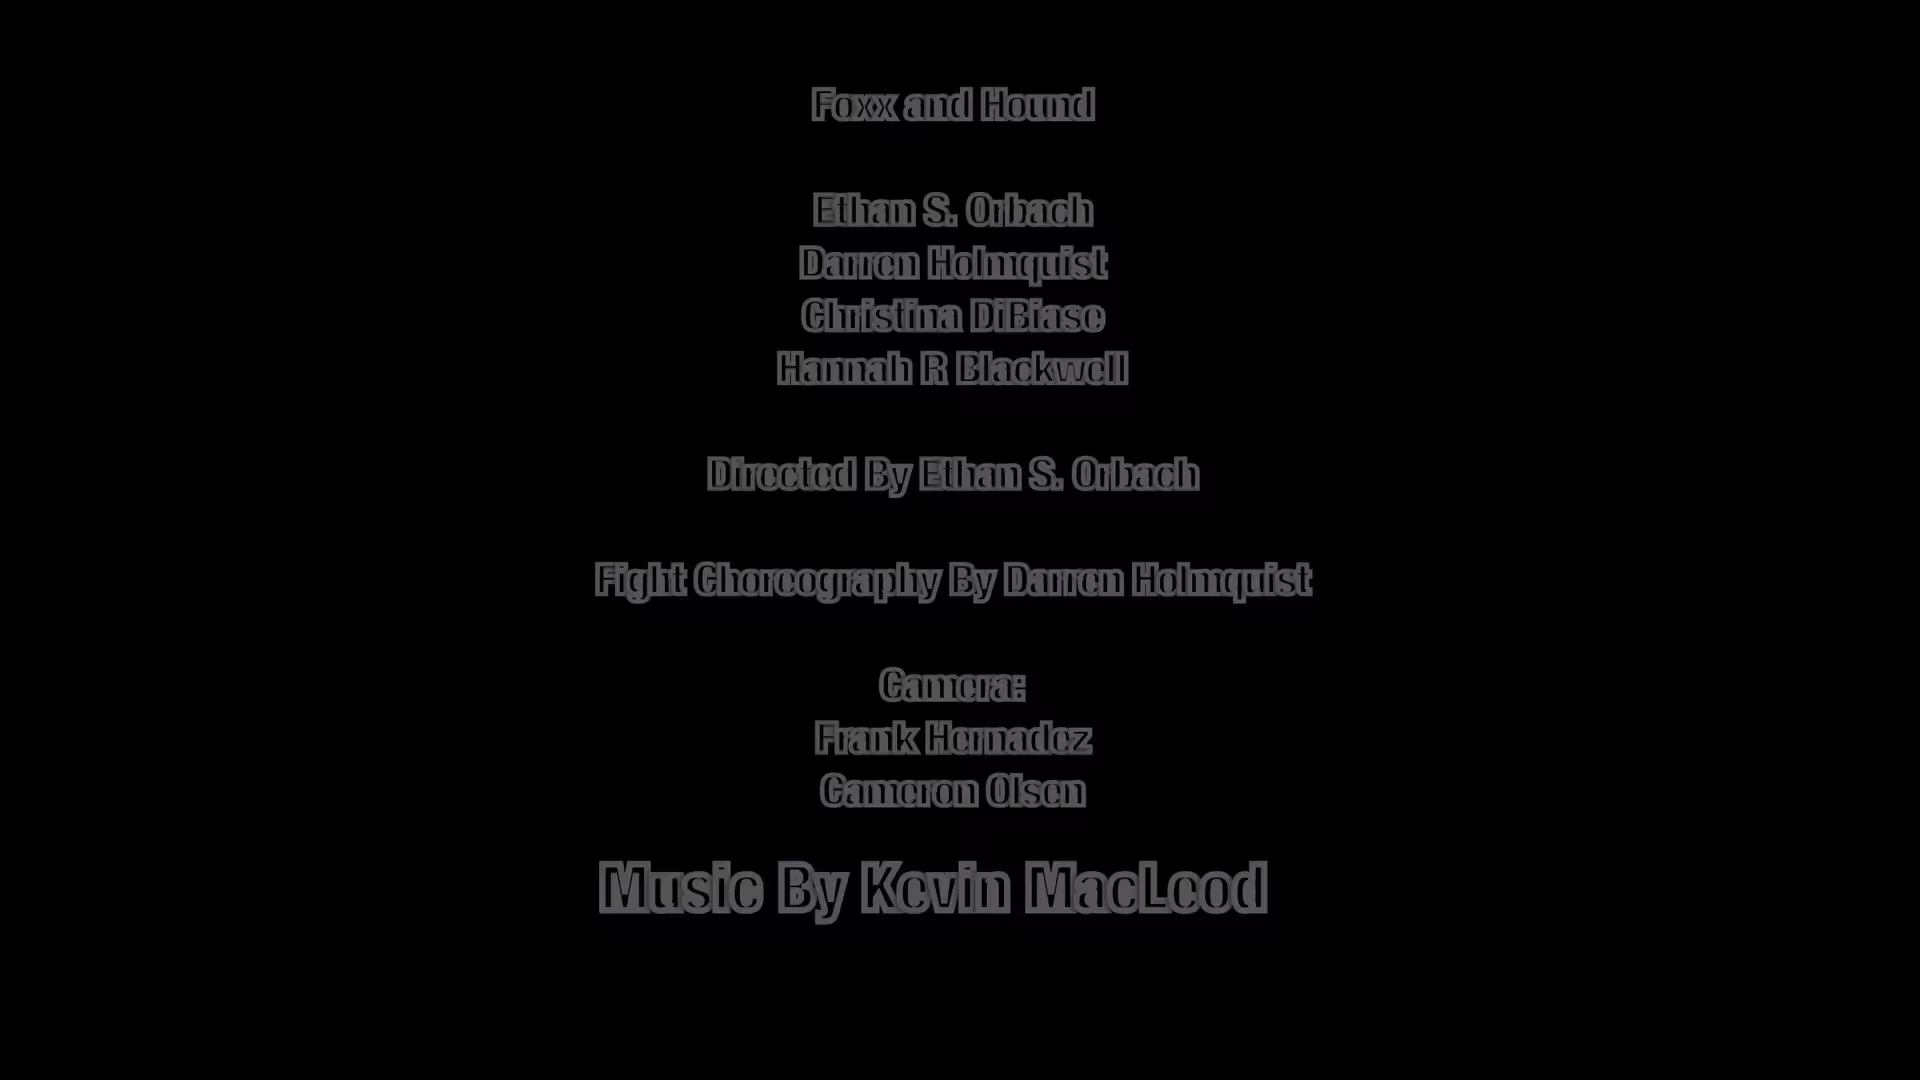 Foxx and Hound
Ethan S. Orbach
Darren Holmquist
Christina DiBiase
Hannah R Blackwell
Directed By Ethan S. Orbach
Fight Choreography By Darren Holmquist
Camera:
Frank Hernadez
Cameron Olsen
Music By Kevin MacLeod